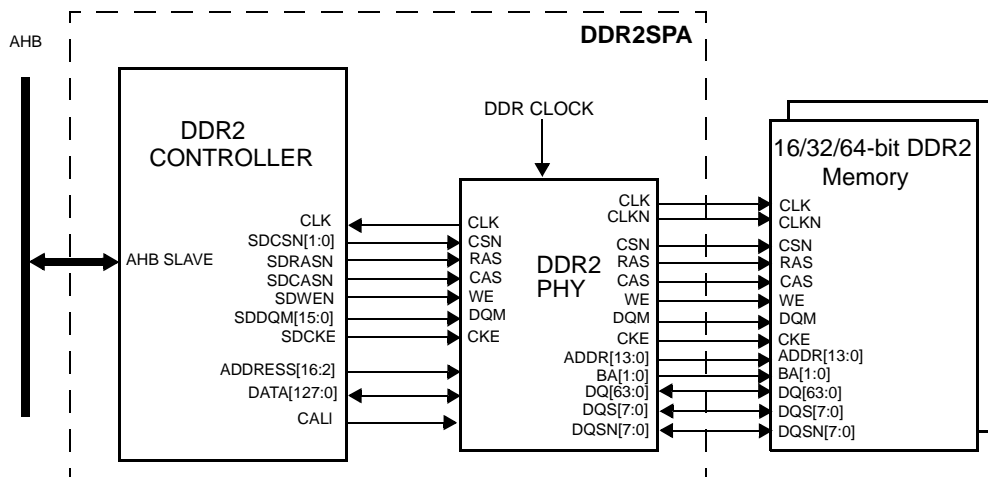 AHB
DDR2SPA
DDR2
CONTROLLER
DDR CLOCK
16/32/64-bit DDR2
Memory
AHB SLAVE
CLK
SDCSN[1:0]
SDRASN
SDCASN
SDWEN
SDDQM[15:0]
SDCKE
ADDRESS[16:2]
DATA[127:0]
CALI
CLK
CSN
RAS
CAS
WE
DQM
CKE
DDR2
PHY
CLK
CLKN
CSN
RAS
CAS
WE
DQM
CKE
ADDR[13:0]
BA[1:0]
DQ[63:0]
DQS[7:0]
DQSN[7:0]
CLK
CLKN
CSN
RAS
CAS
WE
DQM
CKE
ADDR[13:0]
BA[1:0]
DQ[63:0]
DQS[7:0]
DQSN[7:0]